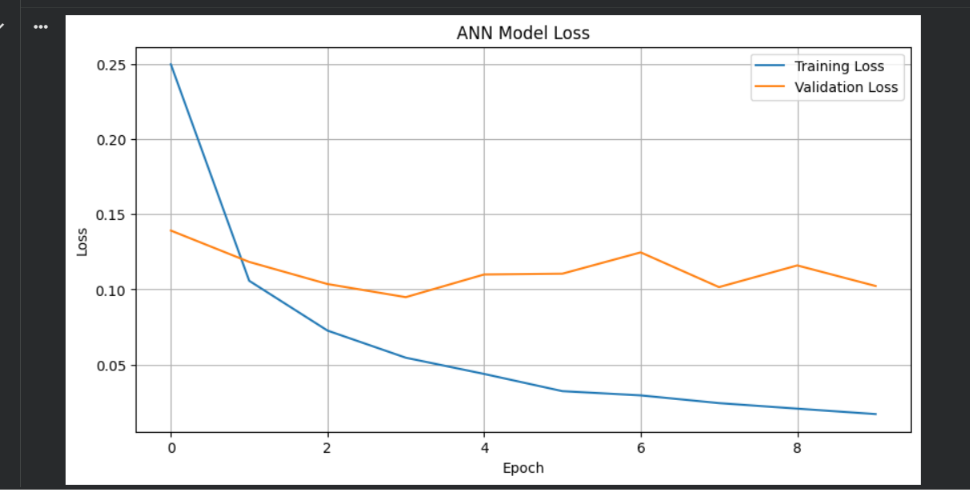 ANN Model Loss
Training Loss
Validation Loss
0.25
0.20
0.15
0.10
0.05
Loss
0 2 4 6 8
Epoch